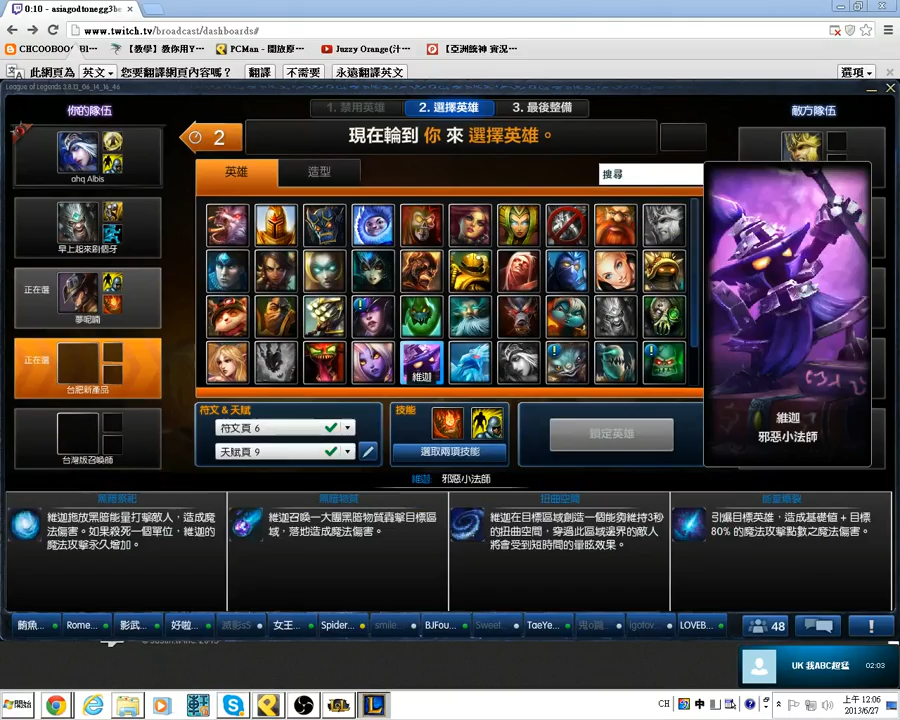 0:10 - asiagodtonegg3be
www.twitch.tv/broadcast/dashboards#
CHCOOBOO 【教學】教你用Y··· PCMan - 開放原··· Juzzy Orange(汁··· 【亞洲統神 實況···
此網頁為 英文 您要翻譯網頁內容嗎？ 翻譯 不需要 永遠翻譯英文 選項
League of Legends 3.8.13_06_14_16_46
你的隊伍 1. 禁用英雄 2. 選擇英雄 3. 最後整備 敵方隊伍
2 現在輪到 你 來 選擇英雄。
英雄 造型 搜尋
ahq Albis
早上起來刷個牙
正在選
夢呢喃
正在選
台肥新產品
台灣版召喚師
維迦
維迦
邪惡小法師
符文 & 天賦 技能
符文頁 6
天賦頁 9
選取兩項技能
鎖定英雄
維迦 邪惡小法師
黑暗祭祀
維迦施放黑暗能量打擊敵人，造成魔
法傷害。如果殺死一個單位，維迦的
魔法攻擊永久增加。
黑暗物質
維迦召喚一大團黑暗物質轟擊目標區
域，落地造成魔法傷害。
扭曲空間
維迦在目標區域創造一個能夠維持3秒
的扭曲空間，穿過此區域邊界的敵人
將會受到短時間的暈眩效果。
能量爆裂
引爆目標英雄，造成基礎值 + 目標
80% 的魔法攻擊點數之魔法傷害。
鮪魚... Rome... 影武... 好啦... 滅影sS 女王... Spider... smile... BJFou... Sweet... TaeYe... igotov... LOVEB... 48
UK 我ABC超猛 02:03
開始 CH 中 上午 12:06
2013/6/27